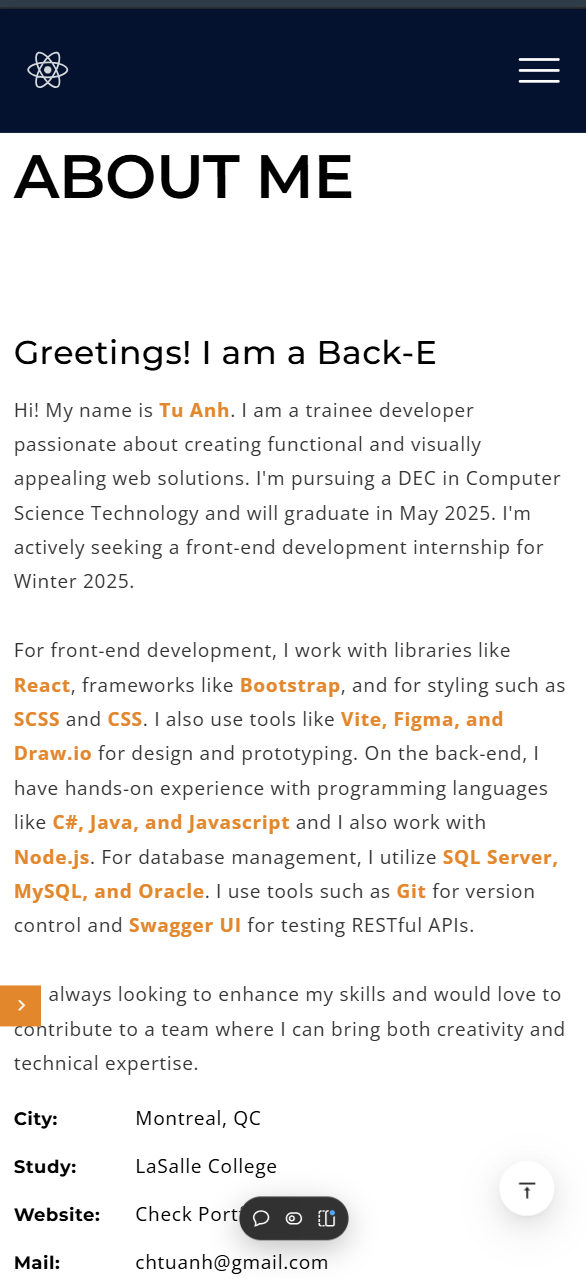 ABOUT ME
Greetings! I am a Back-E
Hi! My name is Tu Anh. I am a trainee developer
passionate about creating functional and visually
appealing web solutions. I'm pursuing a DEC in Computer
Science Technology and will graduate in May 2025. I'm
actively seeking a front-end development internship for
Winter 2025.
For front-end development, I work with libraries like
React, frameworks like Bootstrap, and for styling such as
SCSS and CSS. I also use tools like Vite, Figma, and
Draw.io for design and prototyping. On the back-end, I
have hands-on experience with programming languages
like C#, Java, and Javascript and I also work with
Node.js. For database management, I utilize SQL Server,
MySQL, and Oracle. I use tools such as Git for version
control and Swagger UI for testing RESTful APIs.
always looking to enhance my skills and would love to
contribute to a team where I can bring both creativity and
technical expertise.
City: Montreal, QC
Study: LaSalle College
Website: Check
Mail: chtuanh@gmail.com